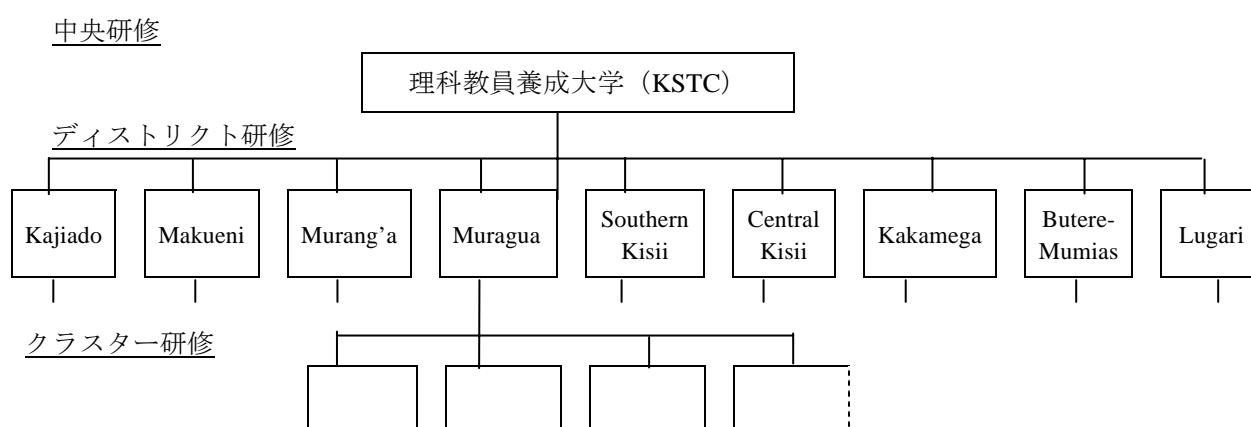 中央研修
理科教員養成大学（KSTC）
ディストリクト研修
Kajiado
Makueni
Murang’a
Muragua
Southern
Kisii
Central
Kisii
Kakamega
Butere-
Mumias
Lugari
クラスター研修